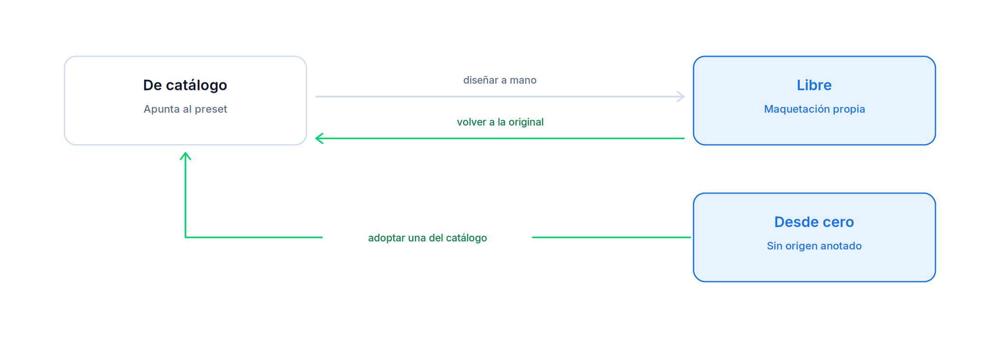 De catálogo
Apunta al preset
diseñar a mano
volver a la original
Libre
Maquetación propia
adoptar una del catálogo
Desde cero
Sin origen anotado